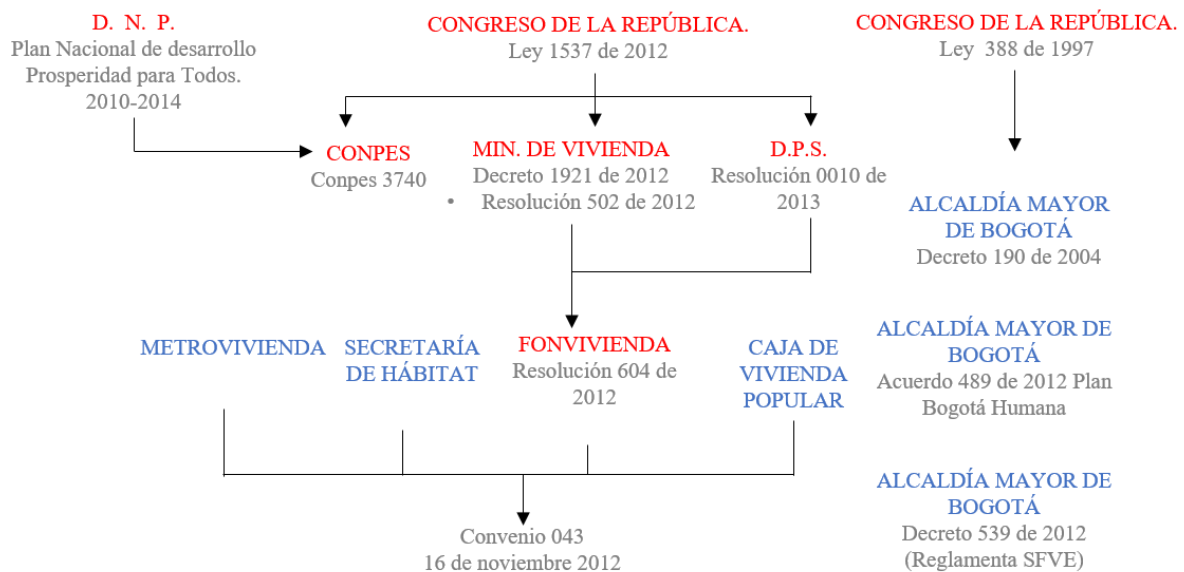 D. N. P.
Plan Nacional de desarrollo
Prosperidad para Todos.
2010-2014
CONGRESO DE LA REPÚBLICA.
Ley 1537 de 2012
CONGRESO DE LA REPÚBLICA.
Ley 388 de 1997
CONPES
Conpes 3740
MIN. DE VIVIENDA
Decreto 1921 de 2012
• Resolución 502 de 2012
D.P.S.
Resolución 0010 de
2013
ALCALDÍA MAYOR
DE BOGOTÁ
Decreto 190 de 2004
METROVIVIENDA
SECRETARÍA
DE HÁBITAT
FONVIVIENDA
Resolución 604 de
2012
CAJA DE
VIVIENDA
POPULAR
ALCALDÍA MAYOR DE
BOGOTÁ
Acuerdo 489 de 2012 Plan
Bogotá Humana
ALCALDÍA MAYOR DE
BOGOTÁ
Decreto 539 de 2012
(Reglamenta SFVE)
Convenio 043
16 de noviembre 2012